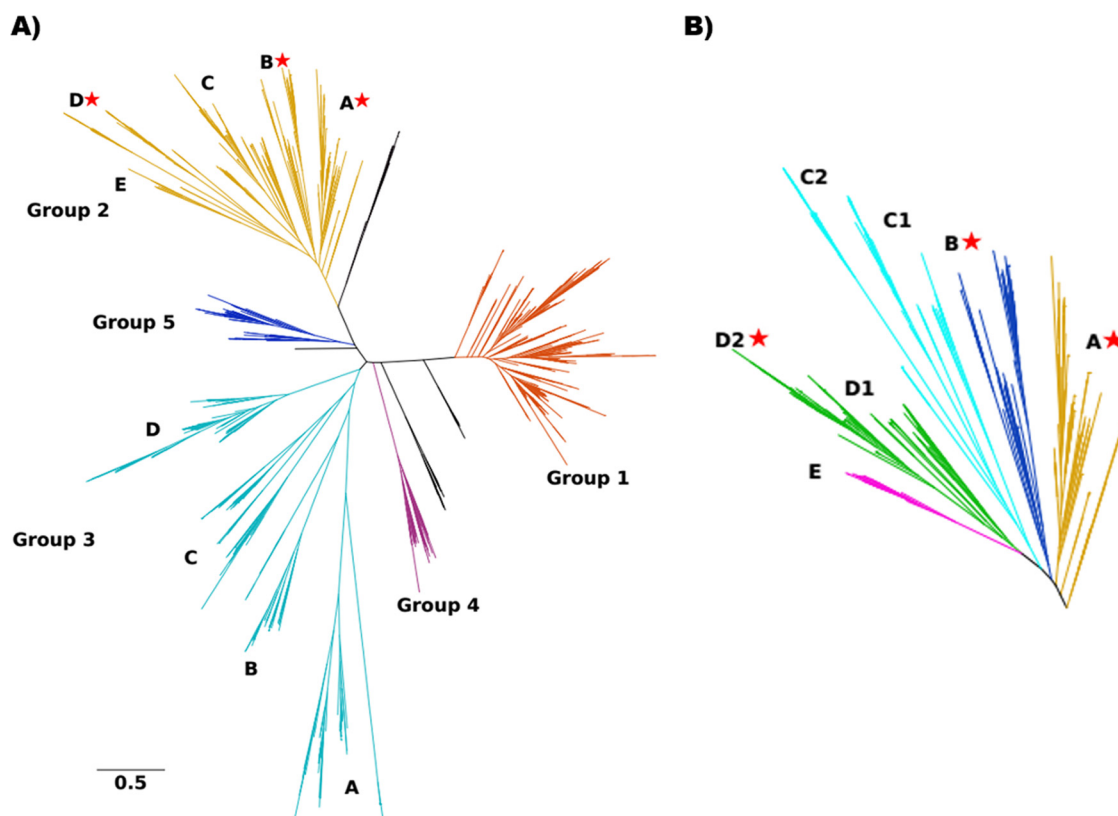 A)
B★
C
A★
D★
E
Group 2
Group 5
D
Group 1
Group 3
C
Group 4
B
A
0.5
B)
C2
C1
B★
D2★
A★
D1
E